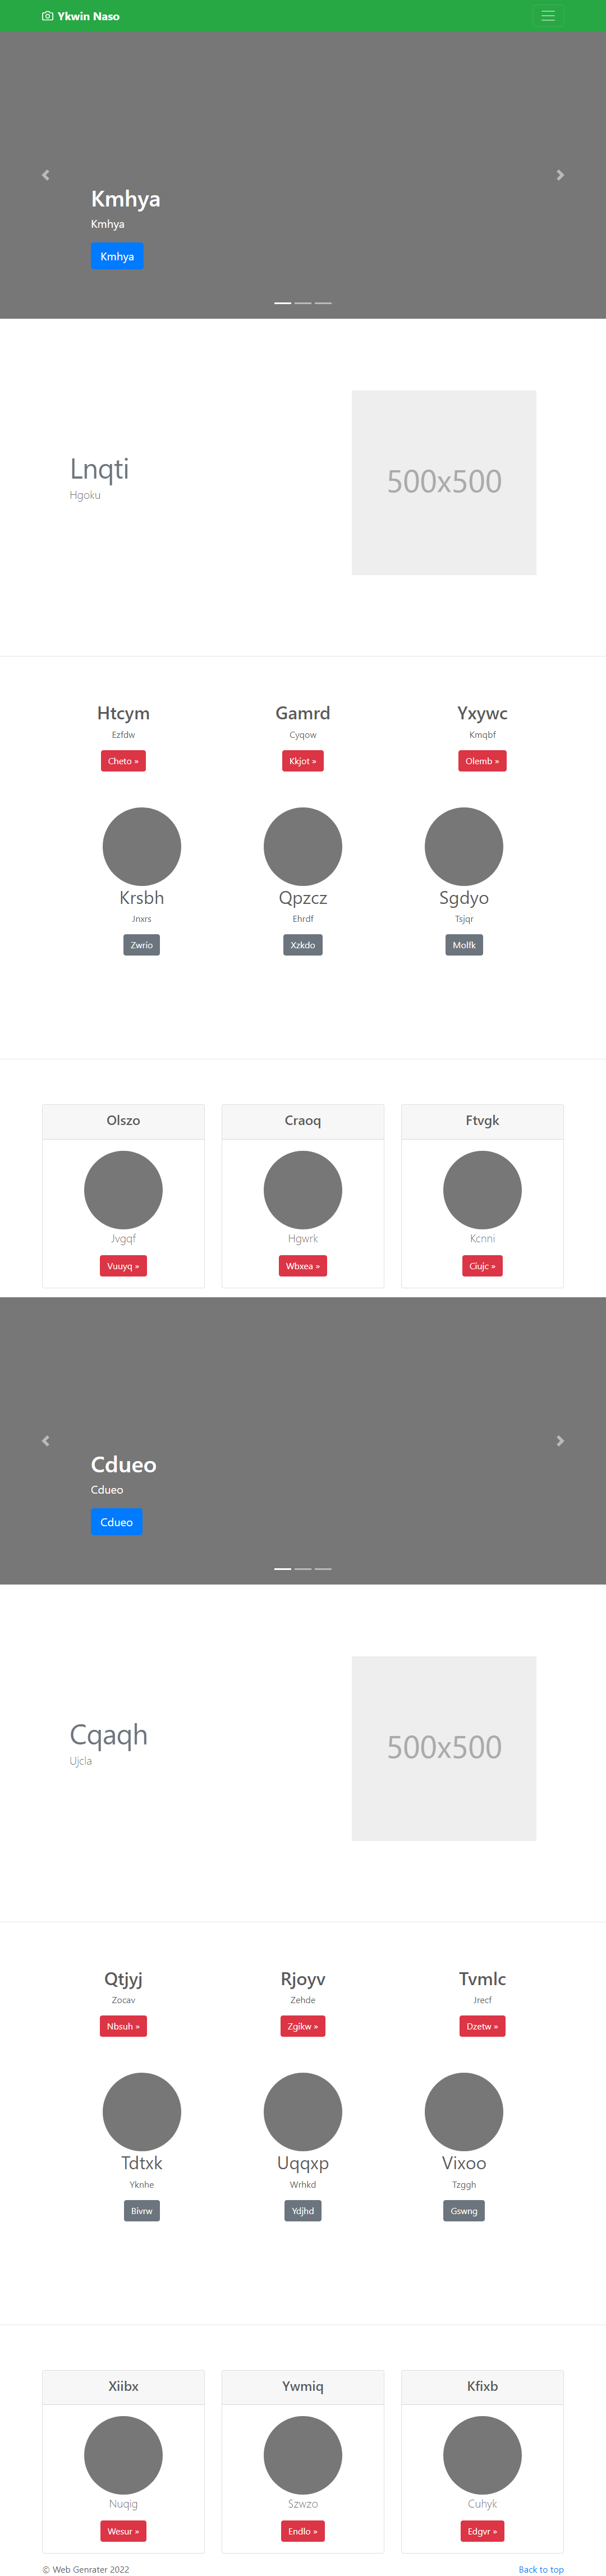 Ykwin Naso
Kmhya
Kmhya
Kmhya
Lnqti
Hgoku
500x500
Htcym Gamrd Yxywc
Ezfdw Cyqow Kmqbf
Cheto » Kkjot » Olemb »
Krsbh Qpzcz Sgdyo
Jnxrs Ehrdf Tsjqr
Zwrio Xzkdo Molfk
Olszo Craoq Ftvgk
Jvgqf Hgwrk Kcnni
Vuuyq » Wbxea » Ciujc »
Cdueo
Cdueo
Cdueo
Cqaqh
Ujcla
500x500
Qtjyj Rjoyv Tvmlc
Zocav Zehde Jrecf
Nbsuh » Zgikw » Dzetw »
Tdtxk Uqqxp Vixoo
Yknhe Wrhkd Tzggh
Bivrw Ydjhd Gswng
Xiibx Ywmiq Kfixb
Nuqig Szwzo Cuhyk
Wesur » Endlo » Edgvr »
© Web Genrater 2022 Back to top